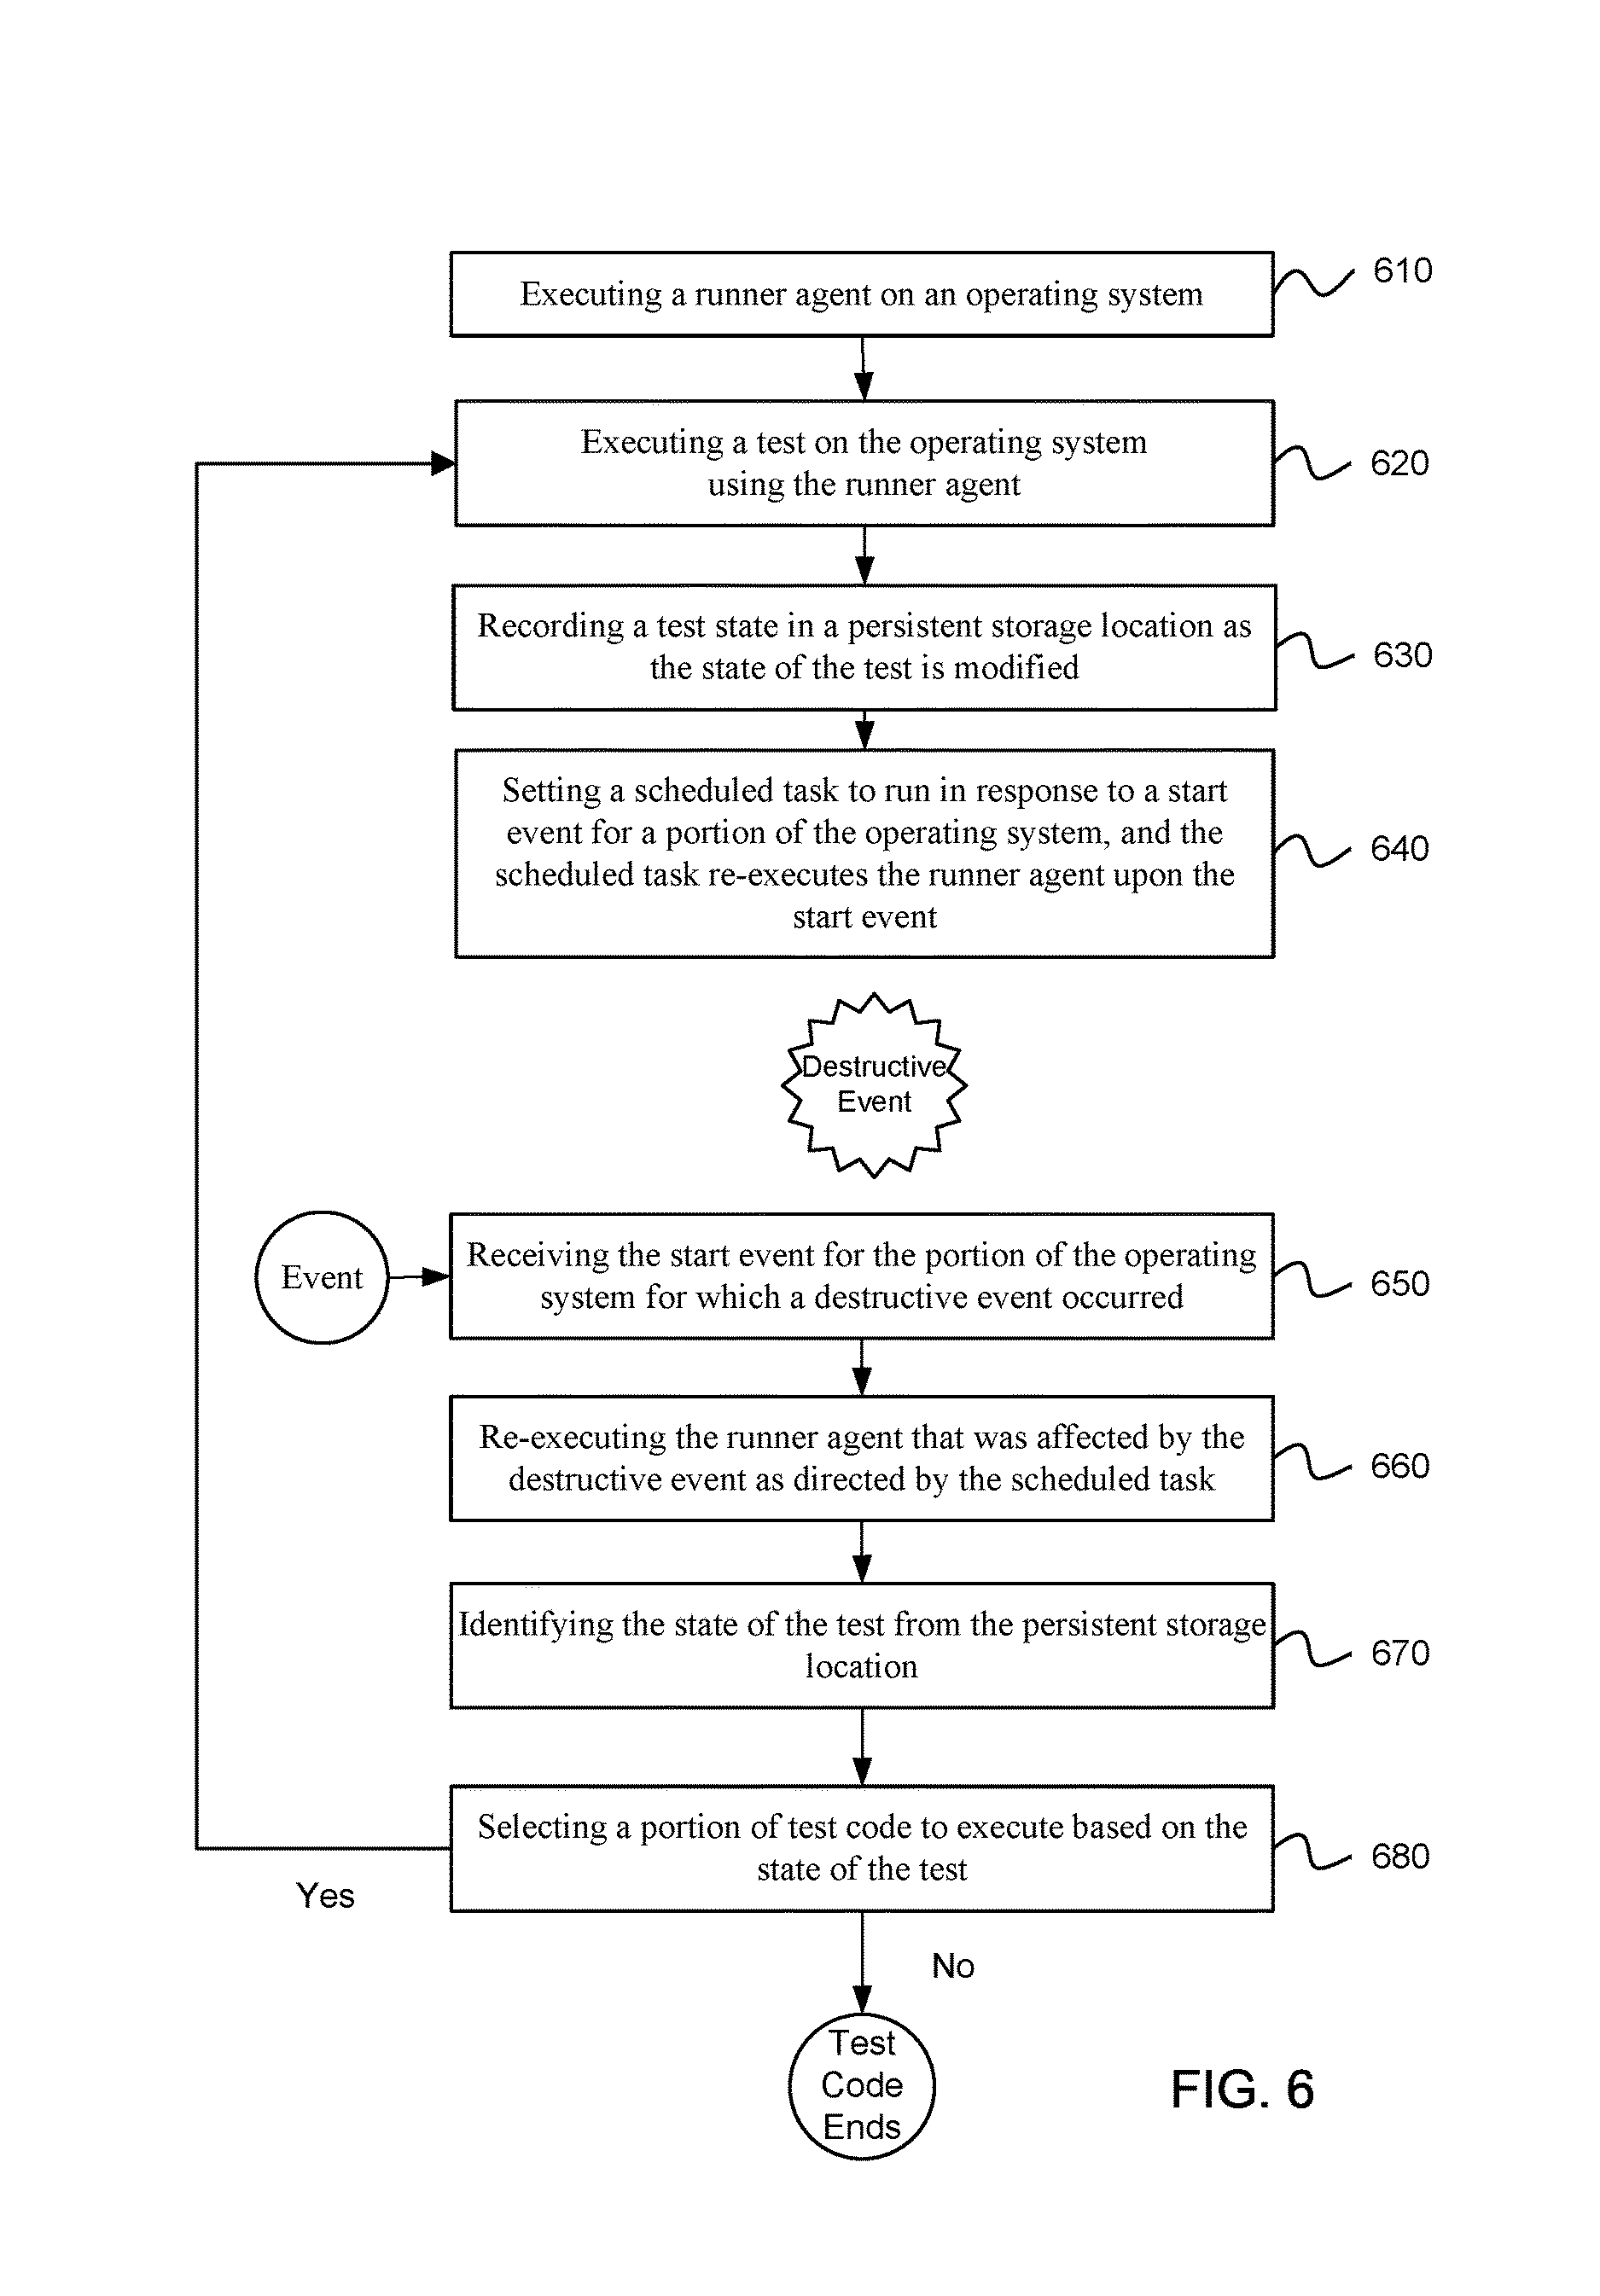 Executing a runner agent on an operating system
610
Executing a test on the operating system
using the runner agent
620
Recording a test state in a persistent storage location as
the state of the test is modified
630
Setting a scheduled task to run in response to a start
event for a portion of the operating system, and the
scheduled task re-executes the runner agent upon the
start event
640
Destructive
Event
Event
Receiving the start event for the portion of the operating
system for which a destructive event occurred
650
Re-executing the runner agent that was affected by the
destructive event as directed by the scheduled task
660
Identifying the state of the test from the persistent storage
location
670
Selecting a portion of test code to execute based on the
state of the test
680
Yes
No
Test
Code
Ends
FIG. 6